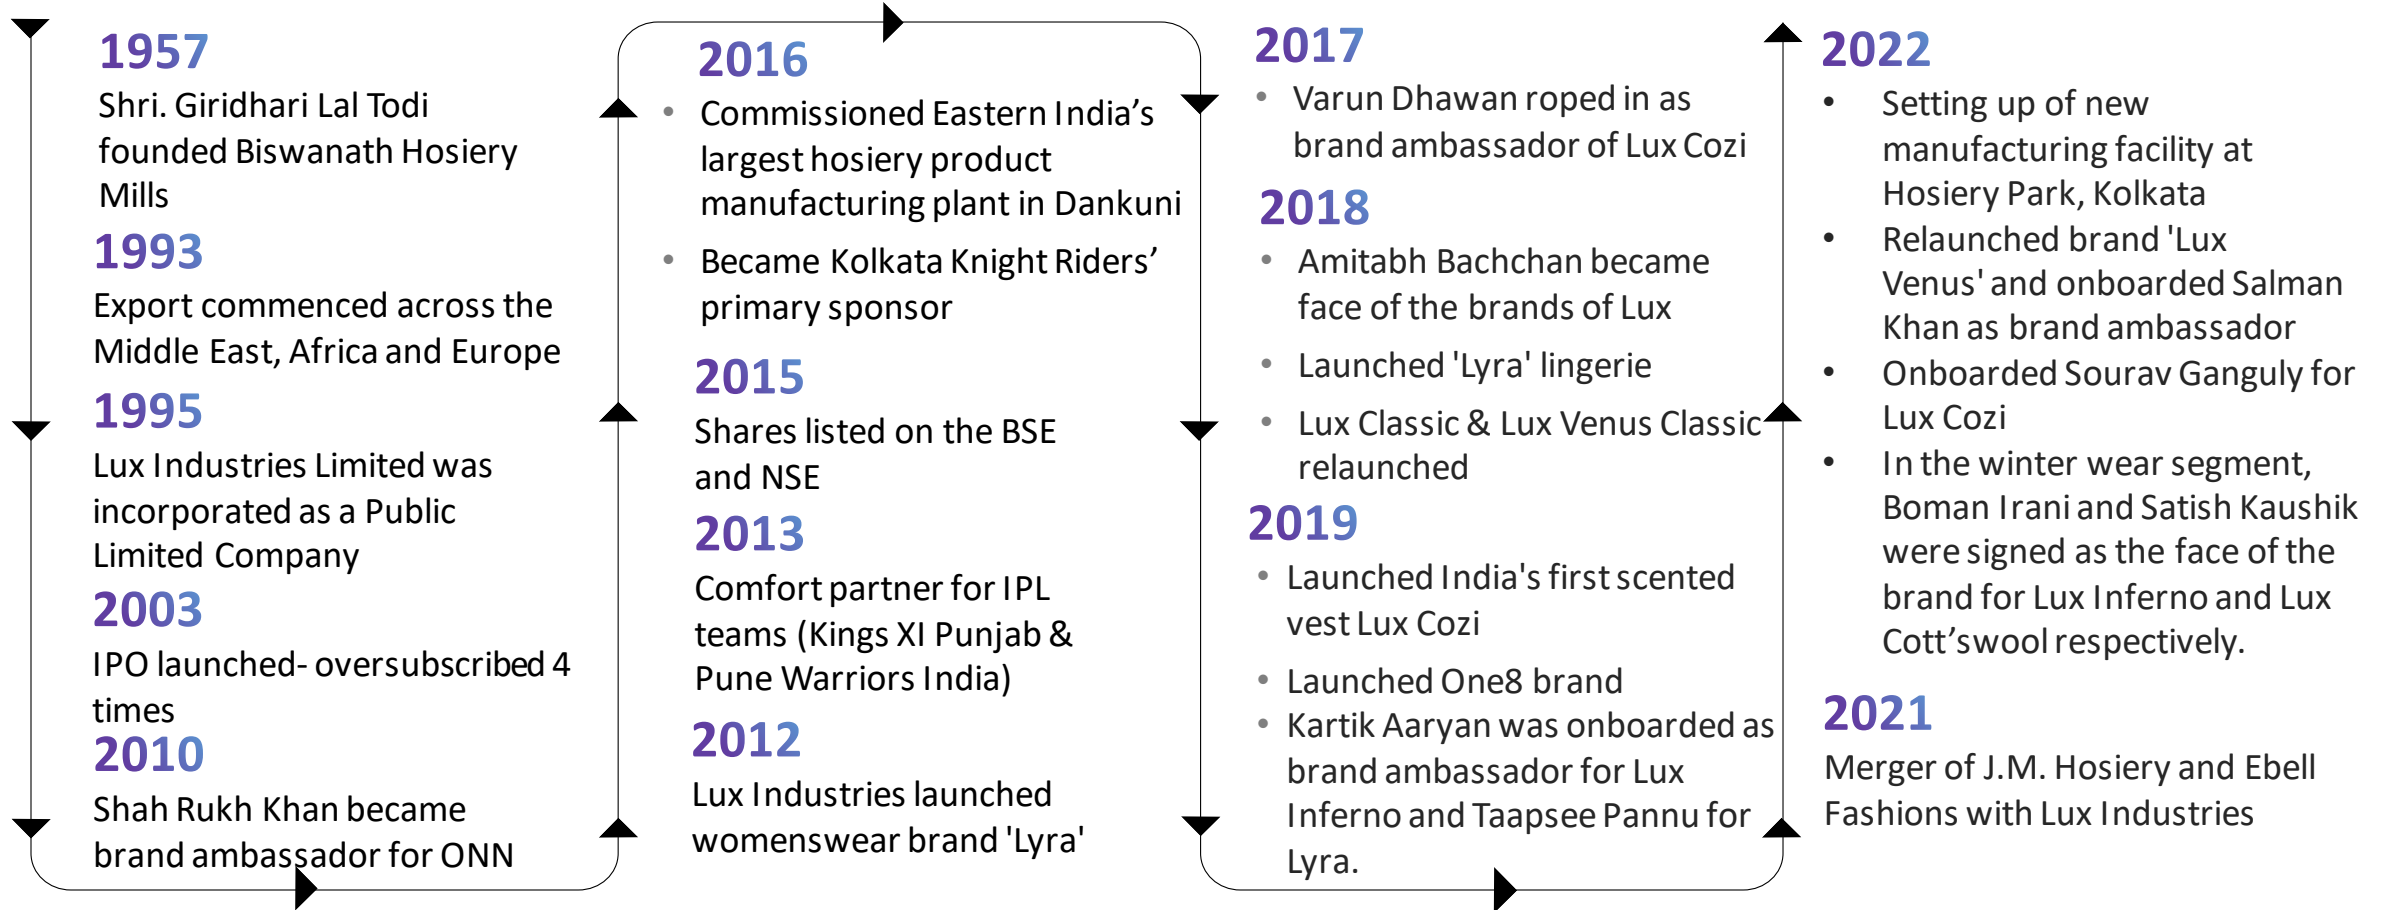 1957
Shri. Giridhari Lal Todi
founded Biswanath Hosiery
Mills
1993
Export commenced across the
Middle East, Africa and Europe
1995
Lux Industries Limited was
incorporated as a Public
Limited Company
2003
IPO launched- oversubscribed 4
times
2010
Shah Rukh Khan became
brand ambassador for ONN
2016
• Commissioned Eastern India’s
largest hosiery product
manufacturing plant in Dankuni
• Became Kolkata Knight Riders’
primary sponsor
2015
Shares listed on the BSE
and NSE
2013
Comfort partner for IPL
teams (Kings XI Punjab &
Pune Warriors India)
2012
Lux Industries launched
womenswear brand 'Lyra'
2017
• Varun Dhawan roped in as
brand ambassador of Lux Cozi
2018
• Amitabh Bachchan became
face of the brands of Lux
• Launched 'Lyra' lingerie
• Lux Classic & Lux Venus Classic
relaunched
2019
• Launched India's first scented
vest Lux Cozi
• Launched One8 brand
• Kartik Aaryan was onboarded as
brand ambassador for Lux
Inferno and Taapsee Pannu for
Lyra.
2022
• Setting up of new
manufacturing facility at
Hosiery Park, Kolkata
• Relaunched brand 'Lux
Venus' and onboarded Salman
Khan as brand ambassador
• Onboarded Sourav Ganguly for
Lux Cozi
• In the winter wear segment,
Boman Irani and Satish Kaushik
were signed as the face of the
brand for Lux Inferno and Lux
Cott’swool respectively.
2021
Merger of J.M. Hosiery and Ebell
Fashions with Lux Industries